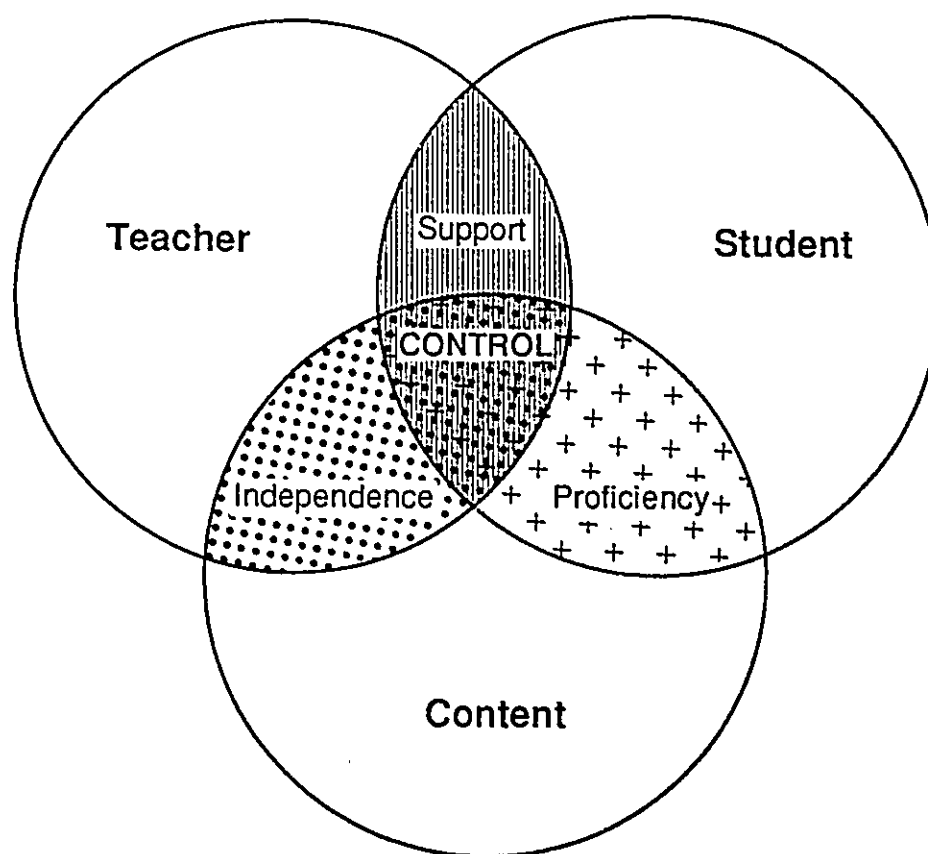 Teacher
Support
Student
CONTROL
Independence
Proficiency
Content